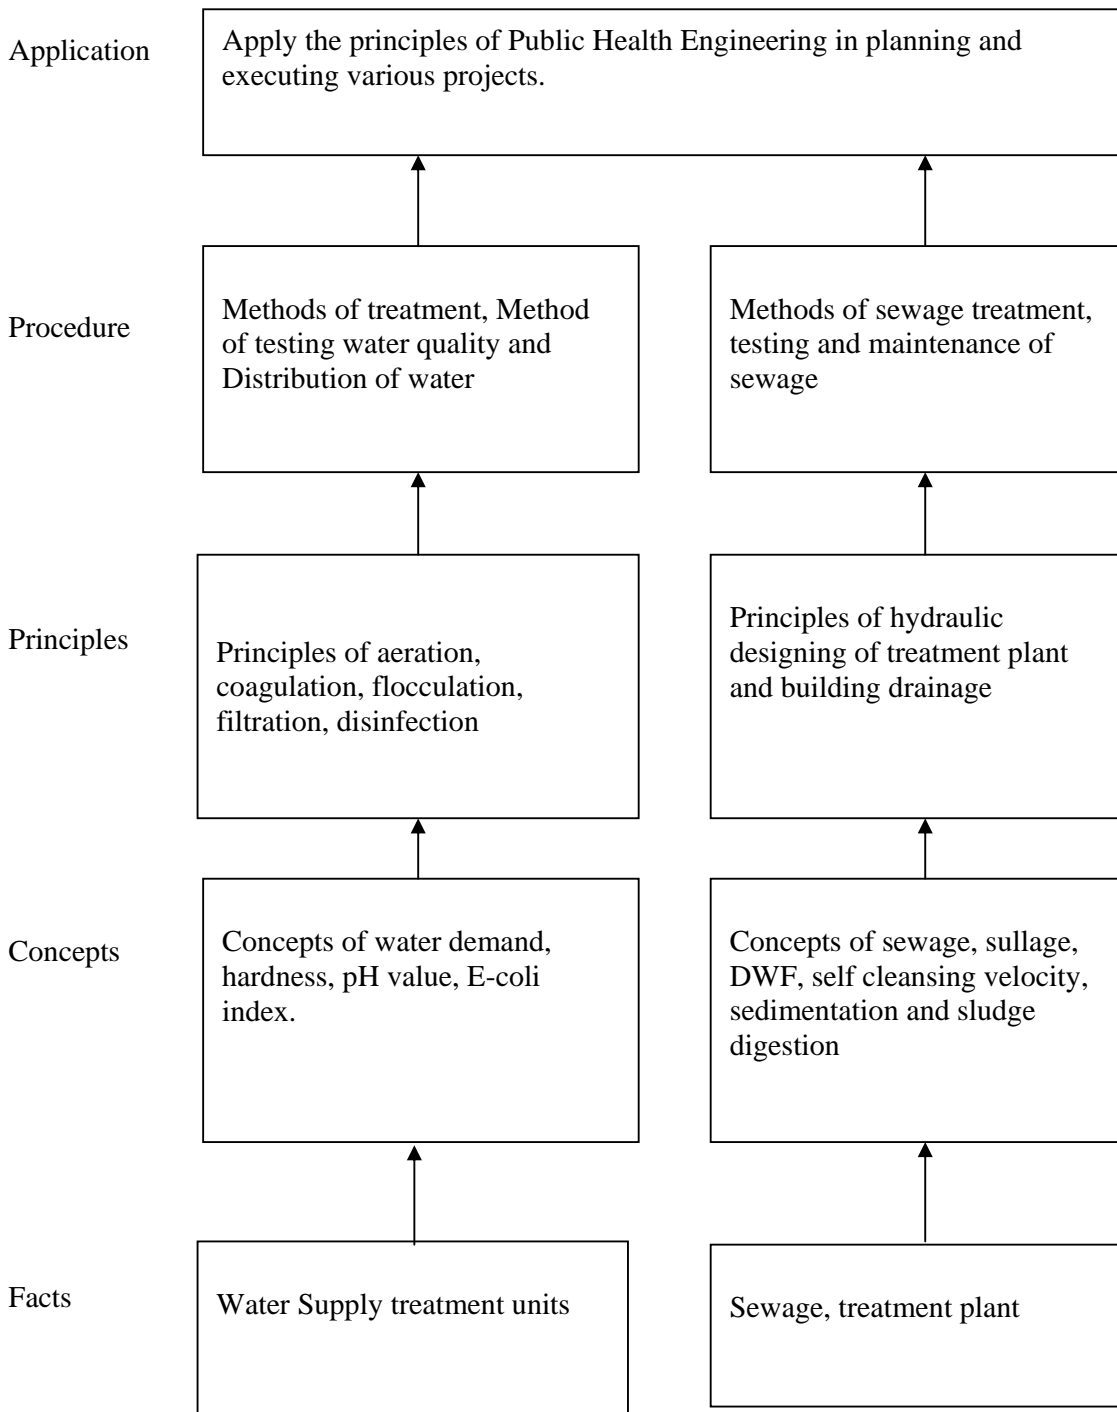 Application
Apply the principles of Public Health Engineering in planning and
executing various projects.
Procedure
Methods of treatment, Method
of testing water quality and
Distribution of water
Methods of sewage treatment,
testing and maintenance of
sewage
Principles
Principles of aeration,
coagulation, flocculation,
filtration, disinfection
Principles of hydraulic
designing of treatment plant
and building drainage
Concepts
Concepts of water demand,
hardness, pH value, E-coli
index.
Concepts of sewage, sullage,
DWF, self cleansing velocity,
sedimentation and sludge
digestion
Facts
Water Supply treatment units
Sewage, treatment plant